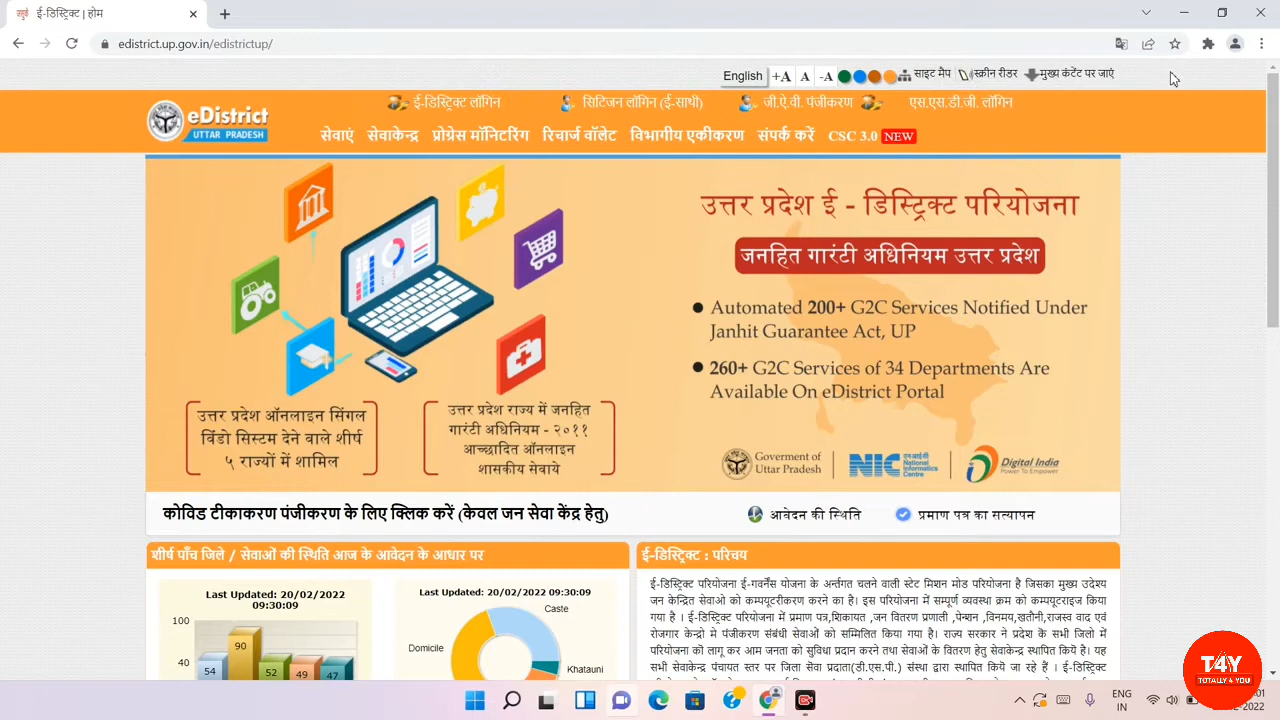 ई-डिस्ट्रिक्ट | होम
edistrict.up.gov.in/edistrictup/
English +A A -A साइट मैप स्क्रीन रीडर मुख्य कंटेंट पर जाएं
eDistrict
UTTAR PRADESH
ई-डिस्ट्रिक्ट लॉगिन सिटिजन लॉगिन (ई-साथी) जी.ऐ.वी. पंजीकरण एस.एस.डी.जी. लॉगिन
सेवाएं सेवाकेन्द्र प्रोग्रेस मॉनिटरिंग रिचार्ज वॉलेट विभागीय एकीकरण संपर्क करें CSC 3.0 NEW
उत्तर प्रदेश ई - डिस्ट्रिक्ट परियोजना
जनहित गारंटी अधिनियम उत्तर प्रदेश
Automated 200+ G2C Services Notified Under
Janhit Guarantee Act, UP
260+ G2C Services of 34 Departments Are
Available On eDistrict Portal
उत्तर प्रदेश ऑनलाइन सिंगल
विंडो सिस्टम देने वाले शीर्ष
५ राज्यों में शामिल
उत्तर प्रदेश राज्य में जनहित
गारंटी अधिनियम - २०११
आच्छादित ऑनलाइन
शासकीय सेवाये
Goverment of
Uttar Pradesh
NIC एन आई सी
National
Informatics
Centre
Digital India
Power To Empower
कोविड टीकाकरण पंजीकरण के लिए क्लिक करें (केवल जन सेवा केंद्र हेतु)
आवेदन की स्थिति प्रमाण पत्र का सत्यापन
शीर्ष पाँच जिले / सेवाओं की स्थिति आज के आवेदन के आधार पर
Last Updated: 20/02/2022
09:30:09
100
40
54
90
52
49
47
Last Updated: 20/02/2022 09:30:09
Caste
Domicile
Khatauni
ई-डिस्ट्रिक्ट : परिचय
ई-डिस्ट्रिक्ट परियोजना ई-गवर्नेंस योजना के अर्न्तगत चलने वाली स्टेट मिशन मोड परियोजना है जिसका मुख्य उदेश्य
जन केन्द्रित सेवाओ को कम्प्यूटरीकरण करने का है। इस परियोजना में सम्पूर्ण व्यवस्था क्रम को कम्प्यूटराइज किया
गया है । ई-डिस्ट्रिक्ट परियोजना में प्रमाण पत्र,शिकायत ,जन वितरण प्रणाली ,पेन्शन ,विनमय,खतौनी,राजस्व वाद एवं
रोजगार केन्द्रो मे पंजीकरण संबंधी सेवाओं को सम्मिलित किया गया है। राज्य सरकार ने प्रदेश के सभी जिलो में
परियोजना को लागू कर आम जनता को सुविधा प्रदान करने तथा सेवाओं के वितरण हेतु सेवाकेन्द्र स्थापित किये है। यह
सभी सेवाकेन्द्र पंचायत स्तर पर जिला सेवा प्रदाता(डी.एस.पी.) संस्था द्वारा स्थापित किये जा रहे हैं । ई-डिस्ट्रिक्ट
T4Y
TOTALLY 4 YOU
ENG
IN
2022